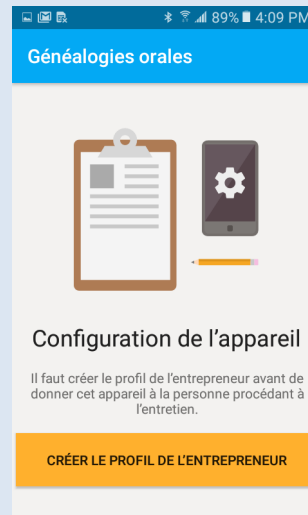 89% 4:09 PM
Généalogies orales
Configuration de l'appareil
Il faut créer le profil de l'entrepreneur avant de
donner cet appareil à la personne procédant à
l'entretien.
CRÉER LE PROFIL DE L'ENTREPRENEUR